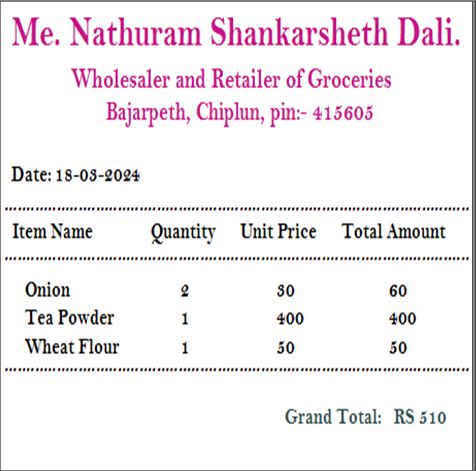 Me. Nathuram Shankarsheth Dali.
Wholesaler and Retailer of Groceries
Bajarpeth, Chiplun, pin:- 415605
Date: 18-03-2024
Item Name Quantity Unit Price Total Amount
Onion 2 30 60
Tea Powder 1 400 400
Wheat Flour 1 50 50
Grand Total: RS 510